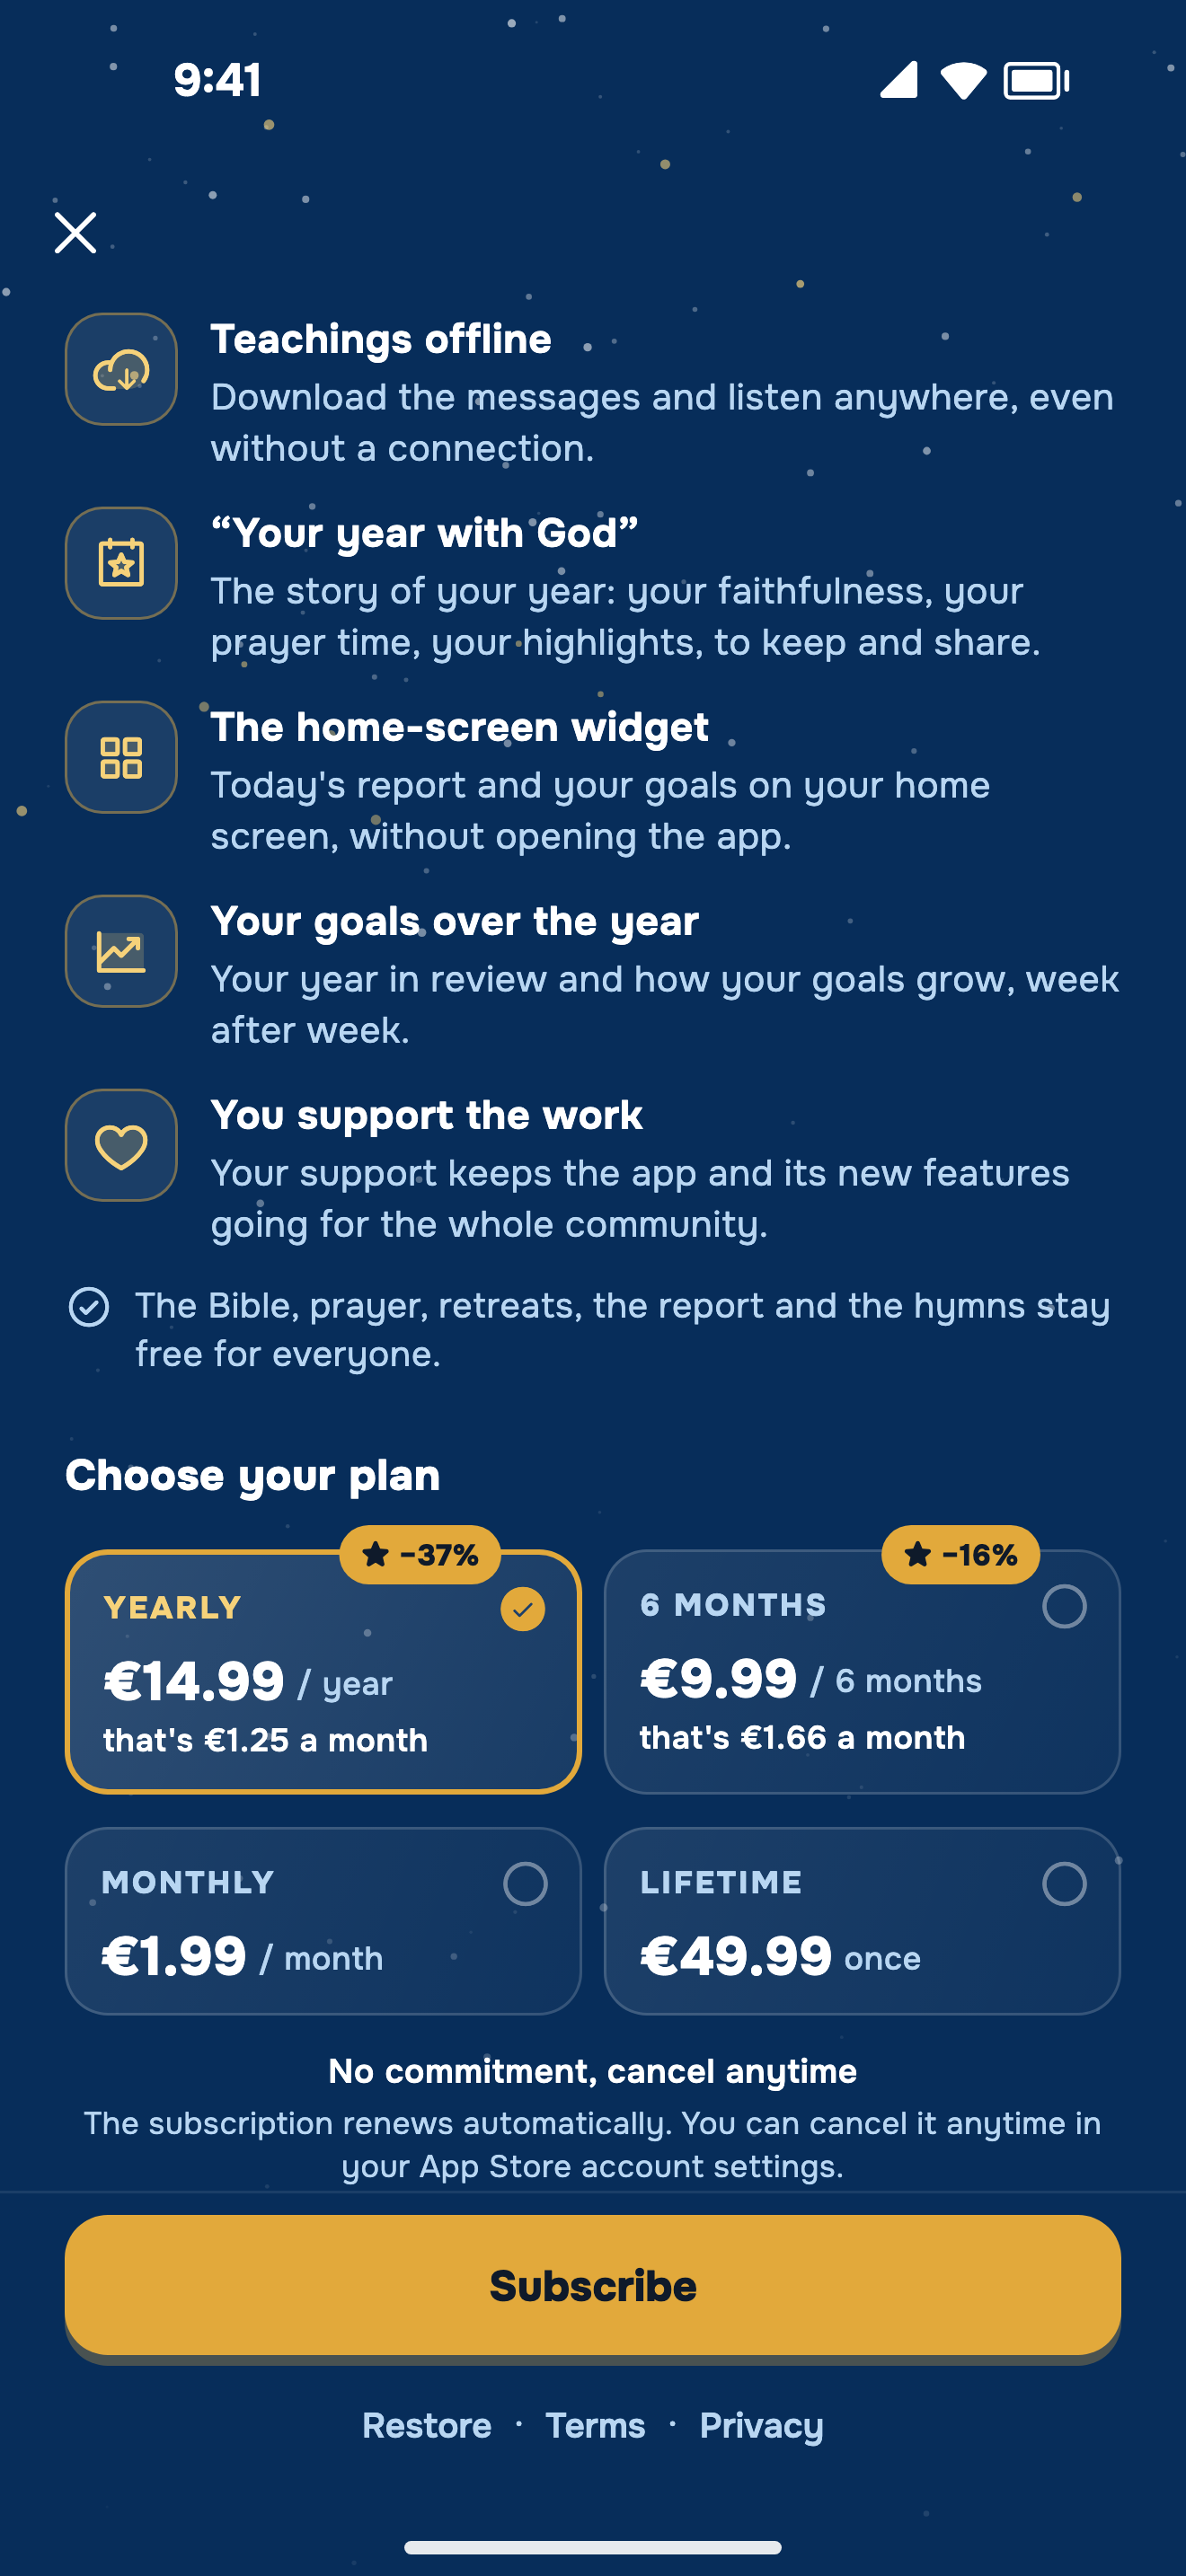 9:41
Teachings offline
Download the messages and listen anywhere, even
without a connection.
“Your year with God”
The story of your year: your faithfulness, your
prayer time, your highlights, to keep and share.
The home-screen widget
Today's report and your goals on your home
screen, without opening the app.
Your goals over the year
Your year in review and how your goals grow, week
after week.
You support the work
Your support keeps the app and its new features
going for the whole community.
The Bible, prayer, retreats, the report and the hymns stay
free for everyone.
Choose your plan
★ −37%
YEARLY
€14.99 / year
that's €1.25 a month
★ −16%
6 MONTHS
€9.99 / 6 months
that's €1.66 a month
MONTHLY
€1.99 / month
LIFETIME
€49.99 once
No commitment, cancel anytime
The subscription renews automatically. You can cancel it anytime in
your App Store account settings.
Subscribe
Restore · Terms · Privacy